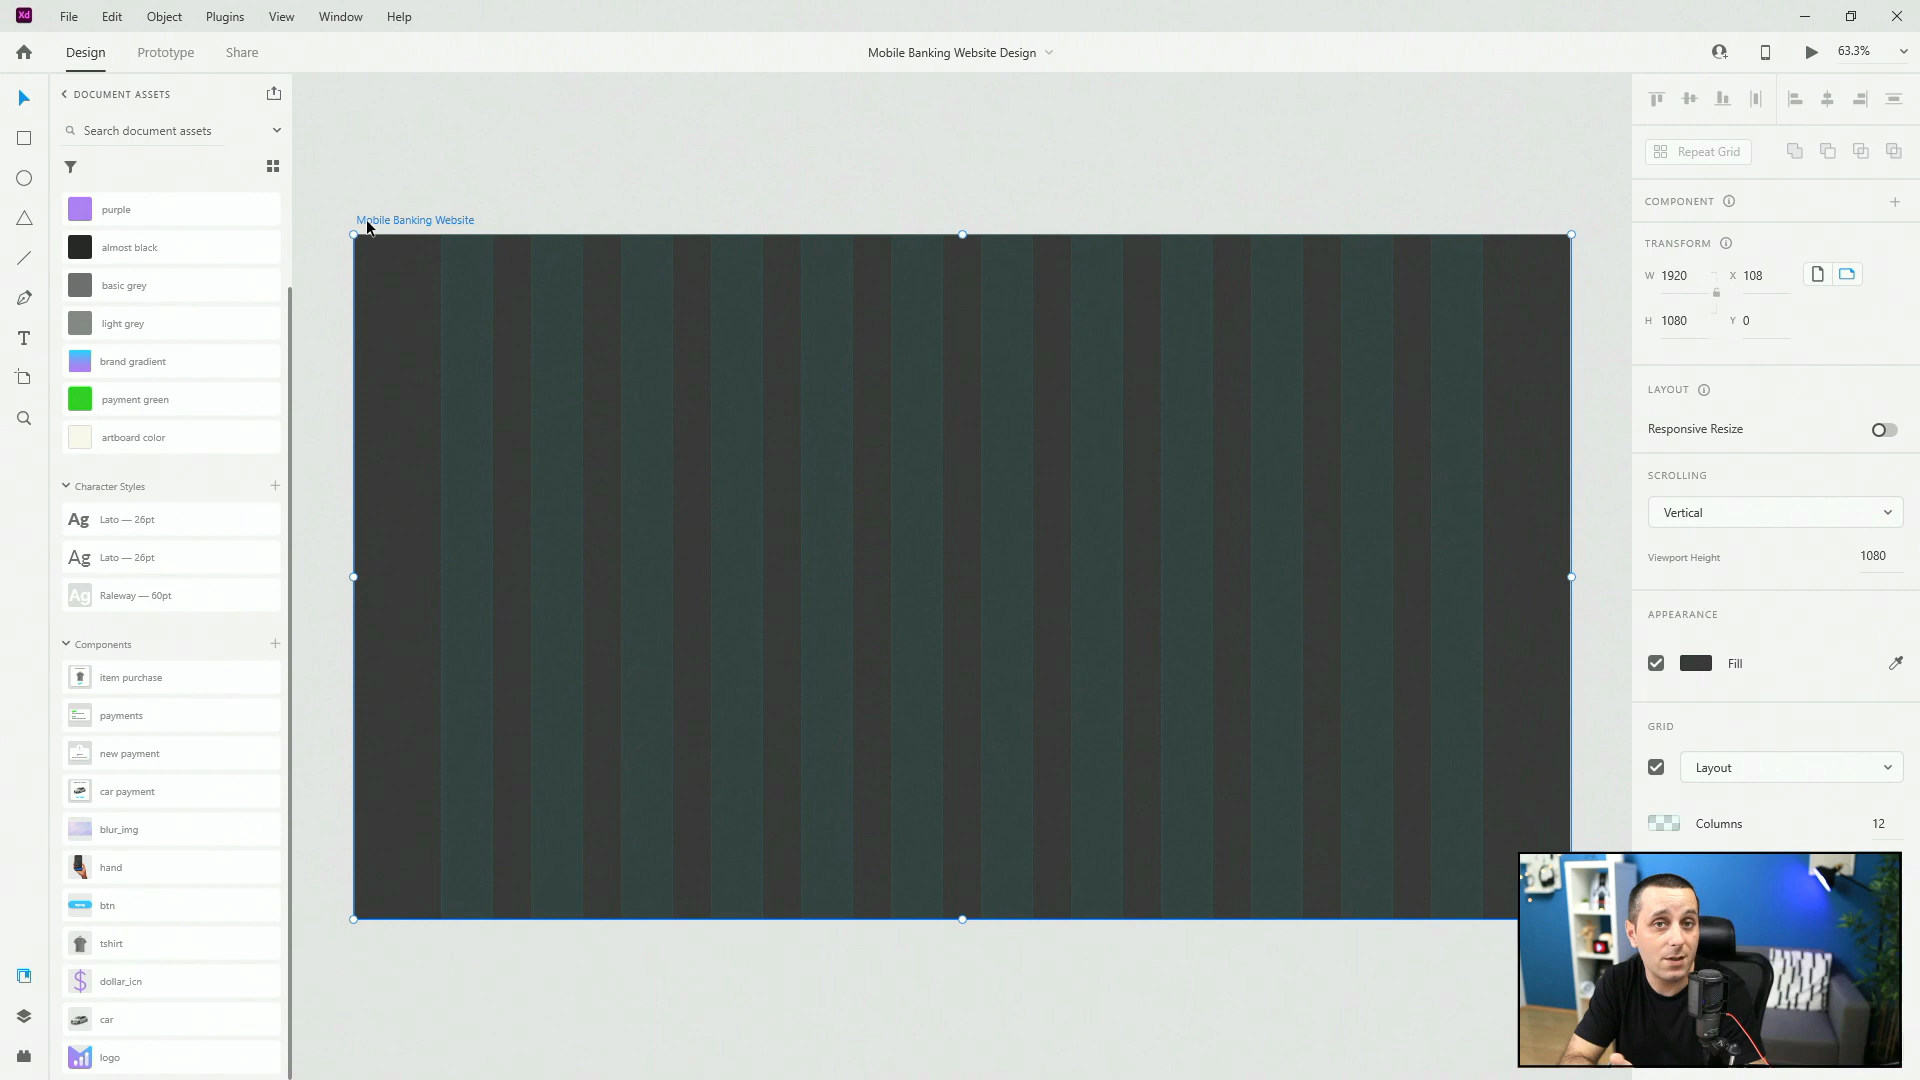 Xd File Edit Object Plugins View Window Help
Design Prototype Share Mobile Banking Website Design 63.3%
DOCUMENT ASSETS
Search document assets
purple
almost black
basic grey
light grey
brand gradient
payment green
artboard color
Character Styles
Ag Lato — 26pt
Ag Lato — 26pt
Ag Raleway — 60pt
Components
item purchase
payments
new payment
car payment
blur_img
hand
btn
tshirt
dollar_icn
car
logo
Mobile Banking Website
Repeat Grid
COMPONENT
TRANSFORM
W 1920 X 108
H 1080 Y 0
LAYOUT
Responsive Resize
SCROLLING
Vertical
Viewport Height 1080
APPEARANCE
Fill
GRID
Layout
Columns 12